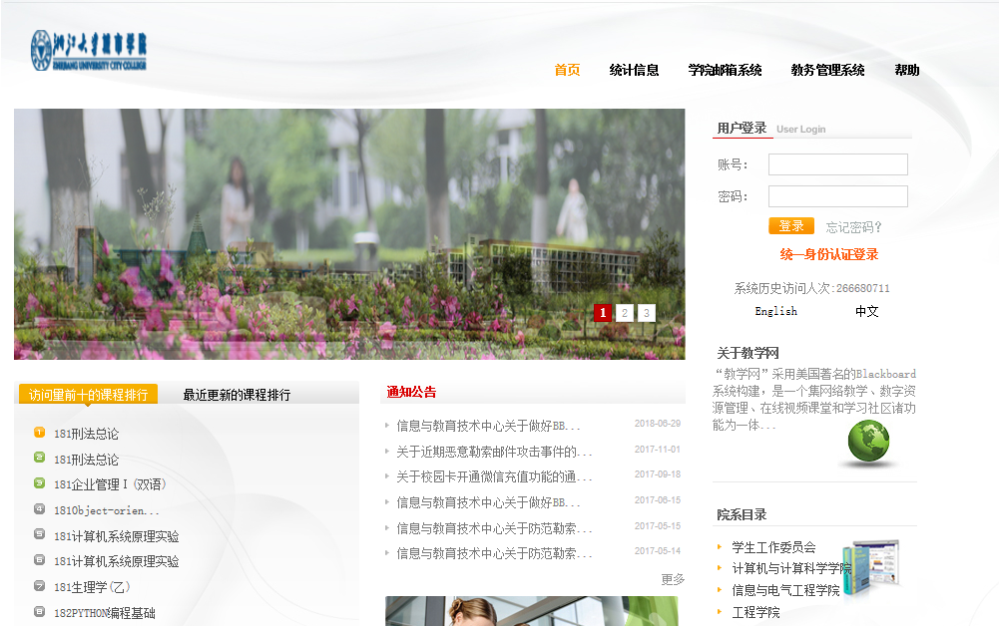 浙江大学城市学院
ZHEJIANG UNIVERSITY CITY COLLEGE
首页 统计信息 学院邮箱系统 教务管理系统 帮助
用户登录 User Login
账号：
密码：
登录 忘记密码?
统一身份认证登录
系统历史访问人次:266680711
English 中文
1 2 3
关于教学网
“教学网”采用美国著名的Blackboard
系统构建，是一个集网络教学、数字资
源管理、在线视频课堂和学习社区诸功
能为一体...
访问量前十的课程排行 最近更新的课程排行
1 181刑法总论
2 181刑法总论
3 181企业管理Ⅰ(双语)
4 181Object-orien...
5 181计算机系统原理实验
6 181计算机系统原理实验
7 181生理学(乙)
8 182PYTHON编程基础
通知公告
信息与教育技术中心关于做好BB... 2018-06-29
关于近期恶意勒索邮件攻击事件的... 2017-11-01
关于校园卡开通微信充值功能的通... 2017-09-18
信息与教育技术中心关于做好BB... 2017-06-15
信息与教育技术中心关于防范勒索... 2017-05-15
信息与教育技术中心关于防范勒索... 2017-05-14
更多
院系目录
学生工作委员会
计算机与计算科学学院
信息与电气工程学院
工程学院